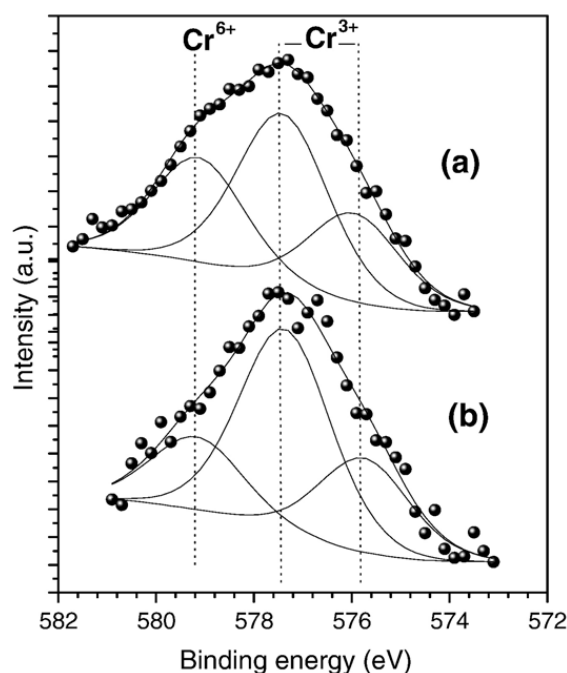 Cr6+ Cr3+
(a)
(b)
Intensity (a.u.)
582 580 578 576 574 572
Binding energy (eV)